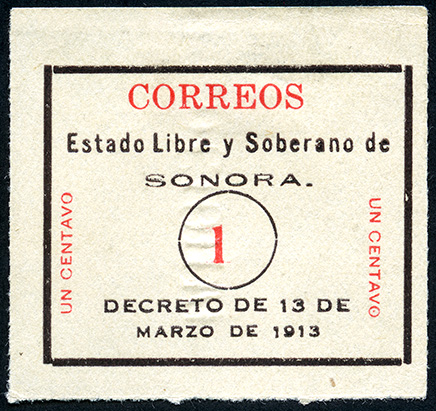 CORREOS
Estado Libre y Soberano de
SONORA.
UN CENTAVO
1
UN CENTAVO
DECRETO DE 13 DE
MARZO DE 1913